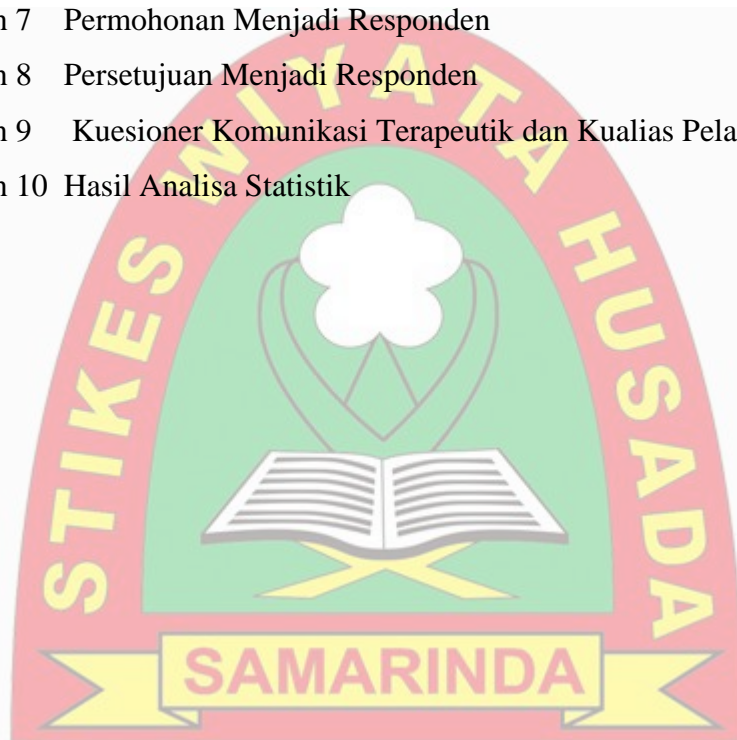 n 7 Permohonan Menjadi Responden
n 8 Persetujuan Menjadi Responden
n 9 Kuesioner Komunikasi Terapeutik dan Kualias Pela
n 10 Hasil Analisa Statistik
STIKES WIYATA HUSADA
SAMARINDA